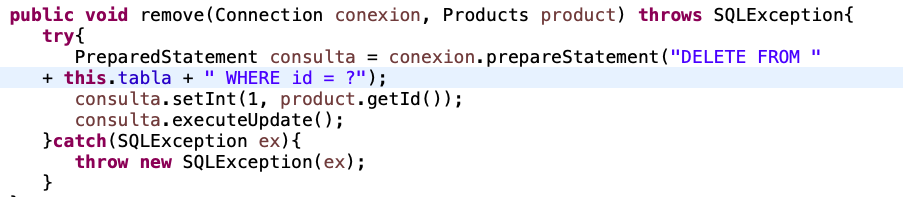 public void remove(Connection conexion, Products product) throws SQLException{
try{
PreparedStatement consulta = conexion.prepareStatement("DELETE FROM "
+ this.tabla + " WHERE id = ?");
consulta.setInt(1, product.getId());
consulta.executeUpdate();
}catch(SQLException ex){
throw new SQLException(ex);
}